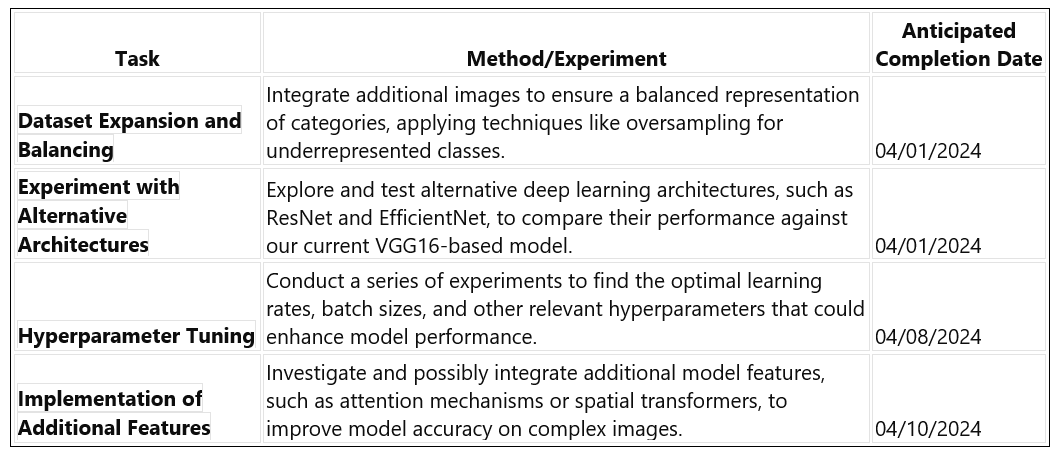 Task
Method/Experiment
Anticipated
Completion Date
Dataset Expansion and
Balancing
Integrate additional images to ensure a balanced representation
of categories, applying techniques like oversampling for
underrepresented classes.
04/01/2024
Experiment with
Alternative
Architectures
Explore and test alternative deep learning architectures, such as
ResNet and EfficientNet, to compare their performance against
our current VGG16-based model.
04/01/2024
Hyperparameter Tuning
Conduct a series of experiments to find the optimal learning
rates, batch sizes, and other relevant hyperparameters that could
enhance model performance.
04/08/2024
Implementation of
Additional Features
Investigate and possibly integrate additional model features,
such as attention mechanisms or spatial transformers, to
improve model accuracy on complex images.
04/10/2024